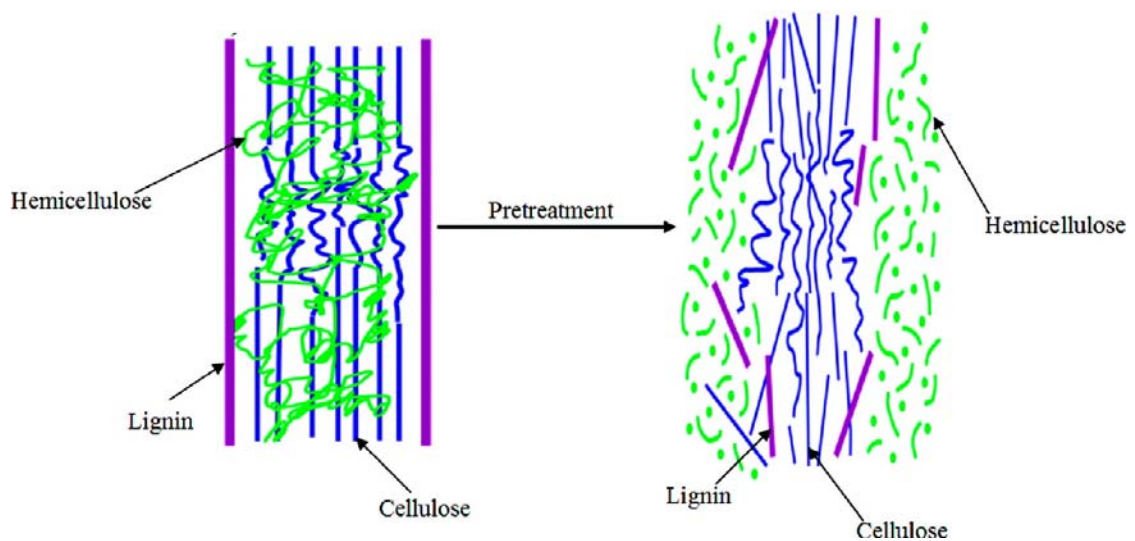 Hemicellulose
Pretreatment
Hemicellulose
Lignin
Cellulose
Lignin
Cellulose